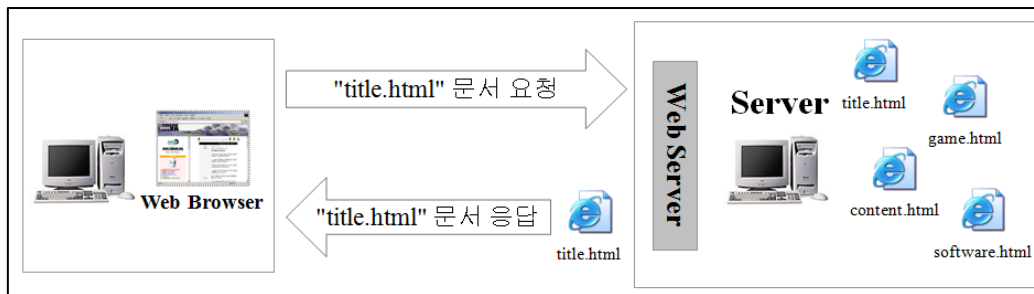 Web Browser
"title.html" 문서 요청
"title.html" 문서 응답
title.html
Web Server
Server
title.html
game.html
content.html
software.html